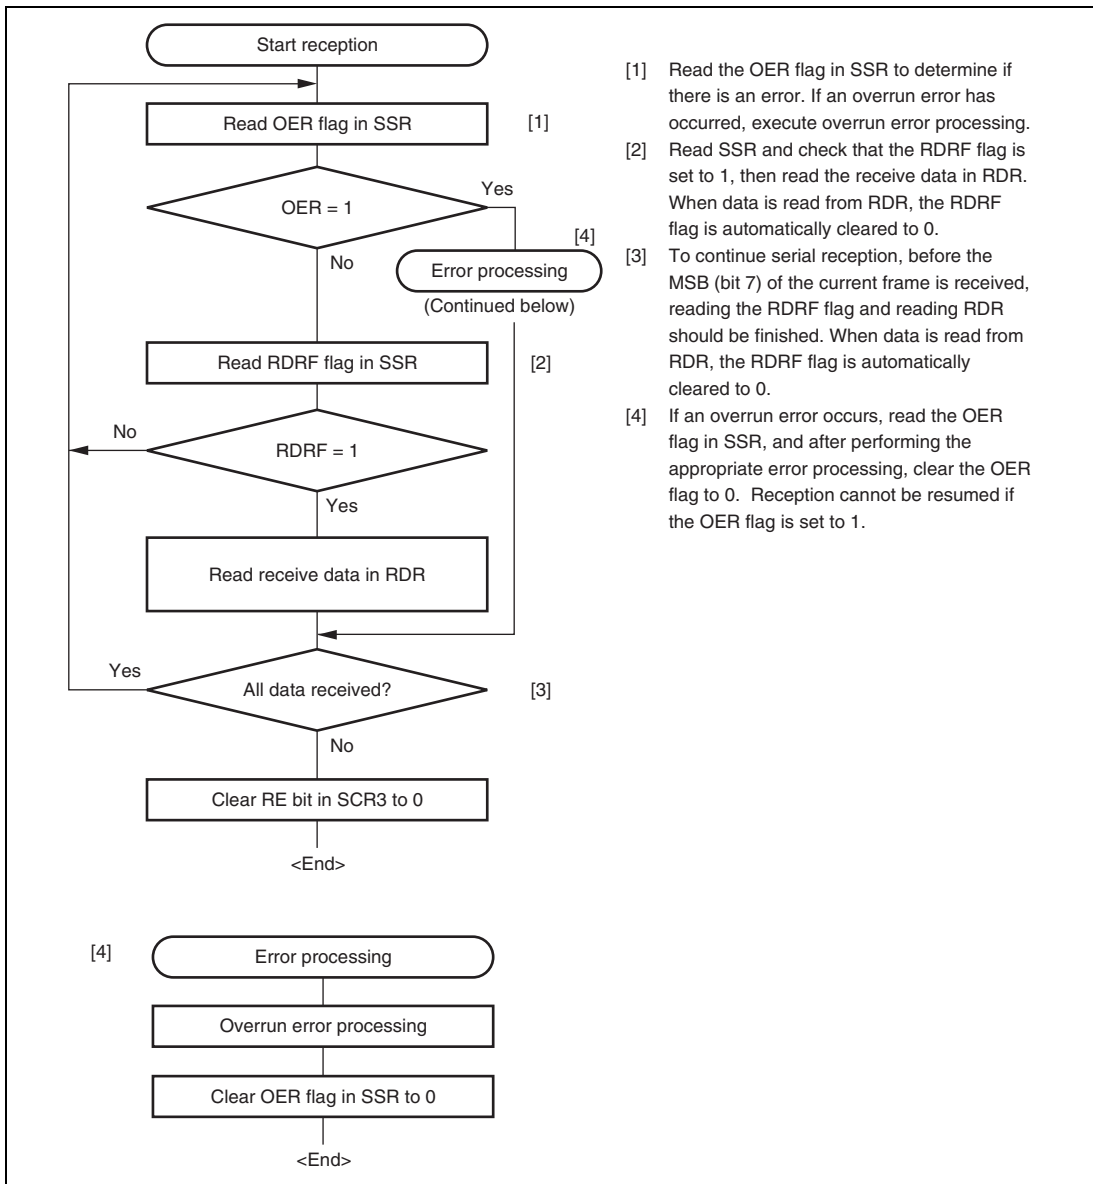 Start reception
Read OER flag in SSR
[1]
OER = 1
Yes
No
[4]
Error processing
(Continued below)
Read RDRF flag in SSR
[2]
No
RDRF = 1
Yes
Read receive data in RDR
Yes
All data received?
[3]
No
Clear RE bit in SCR3 to 0
<End>
[4]
Error processing
Overrun error processing
Clear OER flag in SSR to 0
<End>
[1] Read the OER flag in SSR to determine if
there is an error. If an overrun error has
occurred, execute overrun error processing.
[2] Read SSR and check that the RDRF flag is
set to 1, then read the receive data in RDR.
When data is read from RDR, the RDRF
flag is automatically cleared to 0.
[3] To continue serial reception, before the
MSB (bit 7) of the current frame is received,
reading the RDRF flag and reading RDR
should be finished. When data is read from
RDR, the RDRF flag is automatically
cleared to 0.
[4] If an overrun error occurs, read the OER
flag in SSR, and after performing the
appropriate error processing, clear the OER
flag to 0. Reception cannot be resumed if
the OER flag is set to 1.